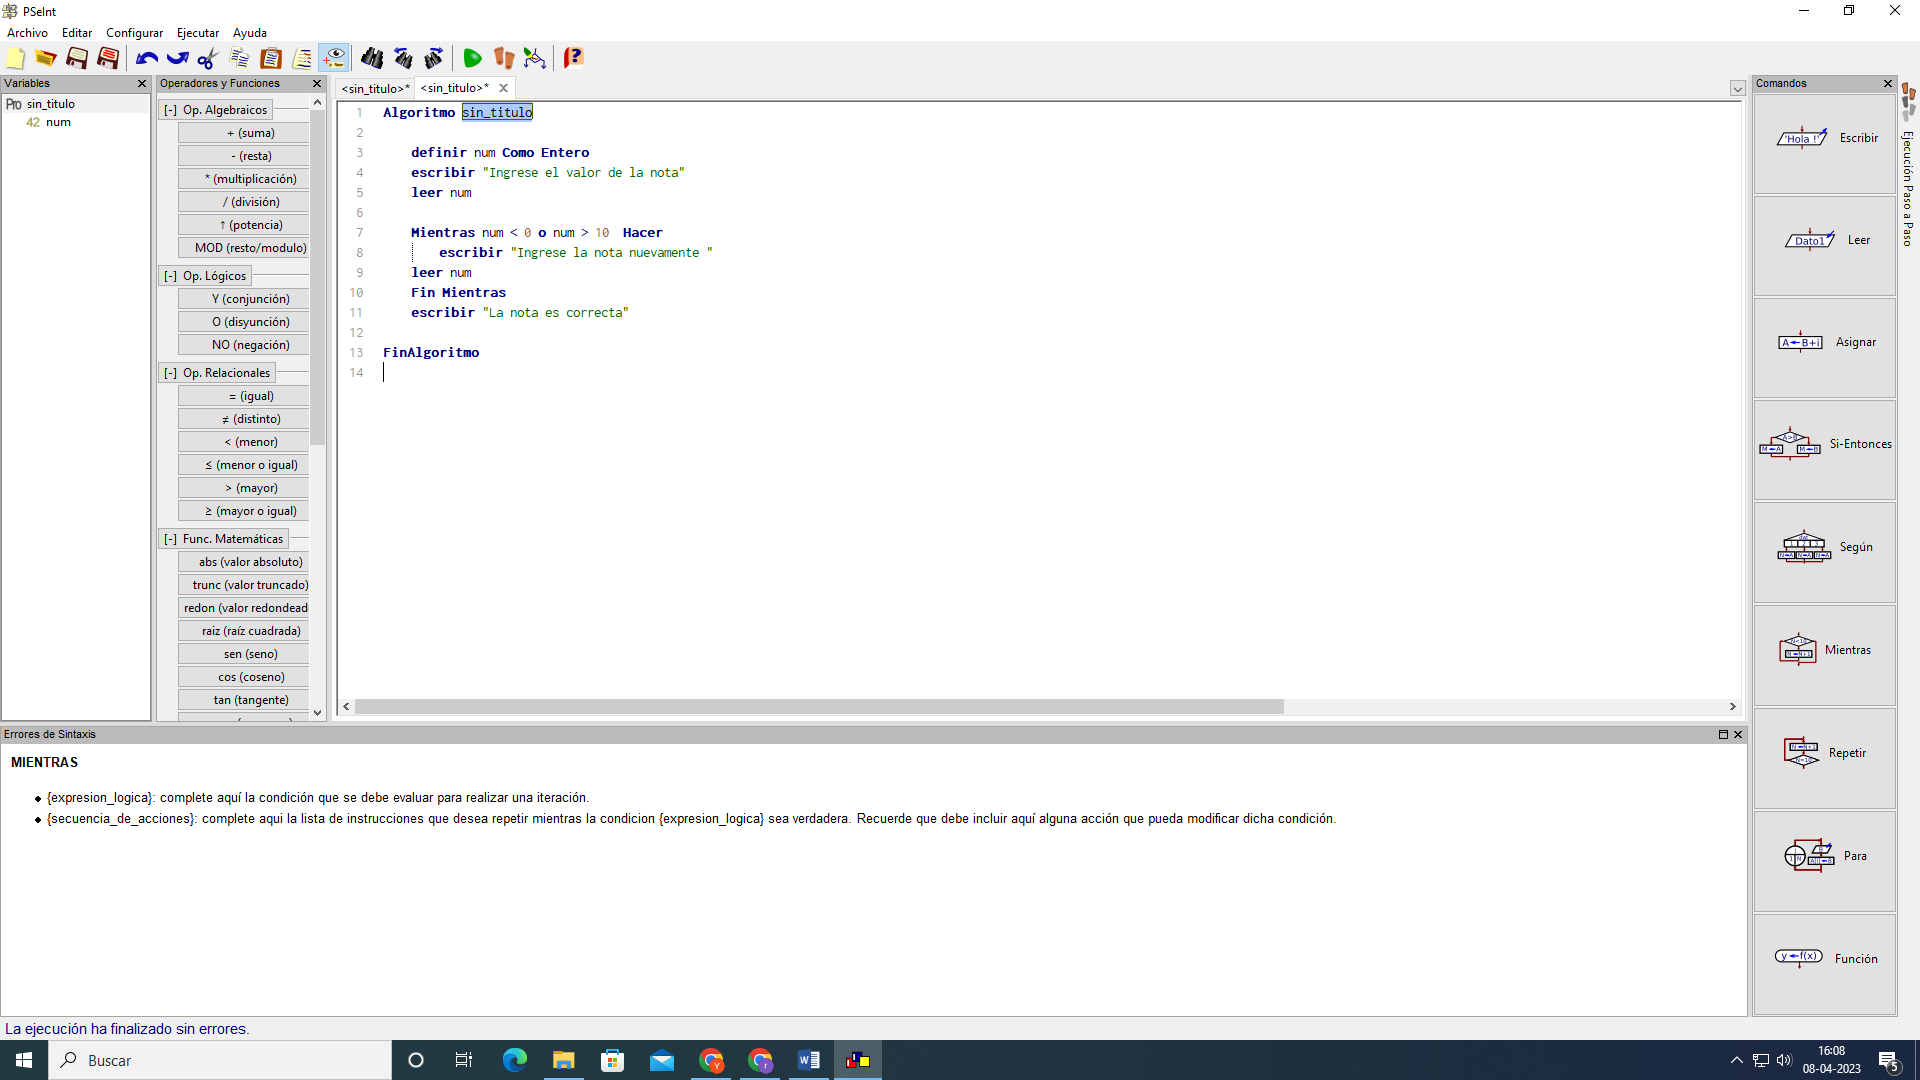 PSeInt
Archivo Editar Configurar Ejecutar Ayuda
Variables
Operadores y Funciones
<sin_titulo>*
<sin_titulo>*
Comandos
Pro sin_titulo
42 num
[-] Op. Algebraicos
+ (suma)
- (resta)
* (multiplicación)
/ (división)
↑ (potencia)
MOD (resto/modulo)
[-] Op. Lógicos
Y (conjunción)
O (disyunción)
NO (negación)
[-] Op. Relacionales
= (igual)
≠ (distinto)
< (menor)
≤ (menor o igual)
> (mayor)
≥ (mayor o igual)
[-] Func. Matemáticas
abs (valor absoluto)
trunc (valor truncado)
redon (valor redondead
raiz (raíz cuadrada)
sen (seno)
cos (coseno)
tan (tangente)
1 Algoritmo sin_titulo
2
3 definir num Como Entero
4 escribir "Ingrese el valor de la nota"
5 leer num
6
7 Mientras num < 0 o num > 10 Hacer
8 escribir "Ingrese la nota nuevamente "
9 leer num
10 Fin Mientras
11 escribir "La nota es correcta"
12
13 FinAlgoritmo
14
'Hola !' Escribir
Dato1 Leer
A←B+i Asignar
A>B Si-Entonces
Según
Mientras
Repetir
Para
y←f(x) Función
Ejecución Paso a Paso
Errores de Sintaxis
MIENTRAS
{expresion_logica}: complete aquí la condición que se debe evaluar para realizar una iteración.
{secuencia_de_acciones}: complete aqui la lista de instrucciones que desea repetir mientras la condicion {expresion_logica} sea verdadera. Recuerde que debe incluir aquí alguna acción que pueda modificar dicha condición.
La ejecución ha finalizado sin errores.
Buscar
16:08
08-04-2023
5